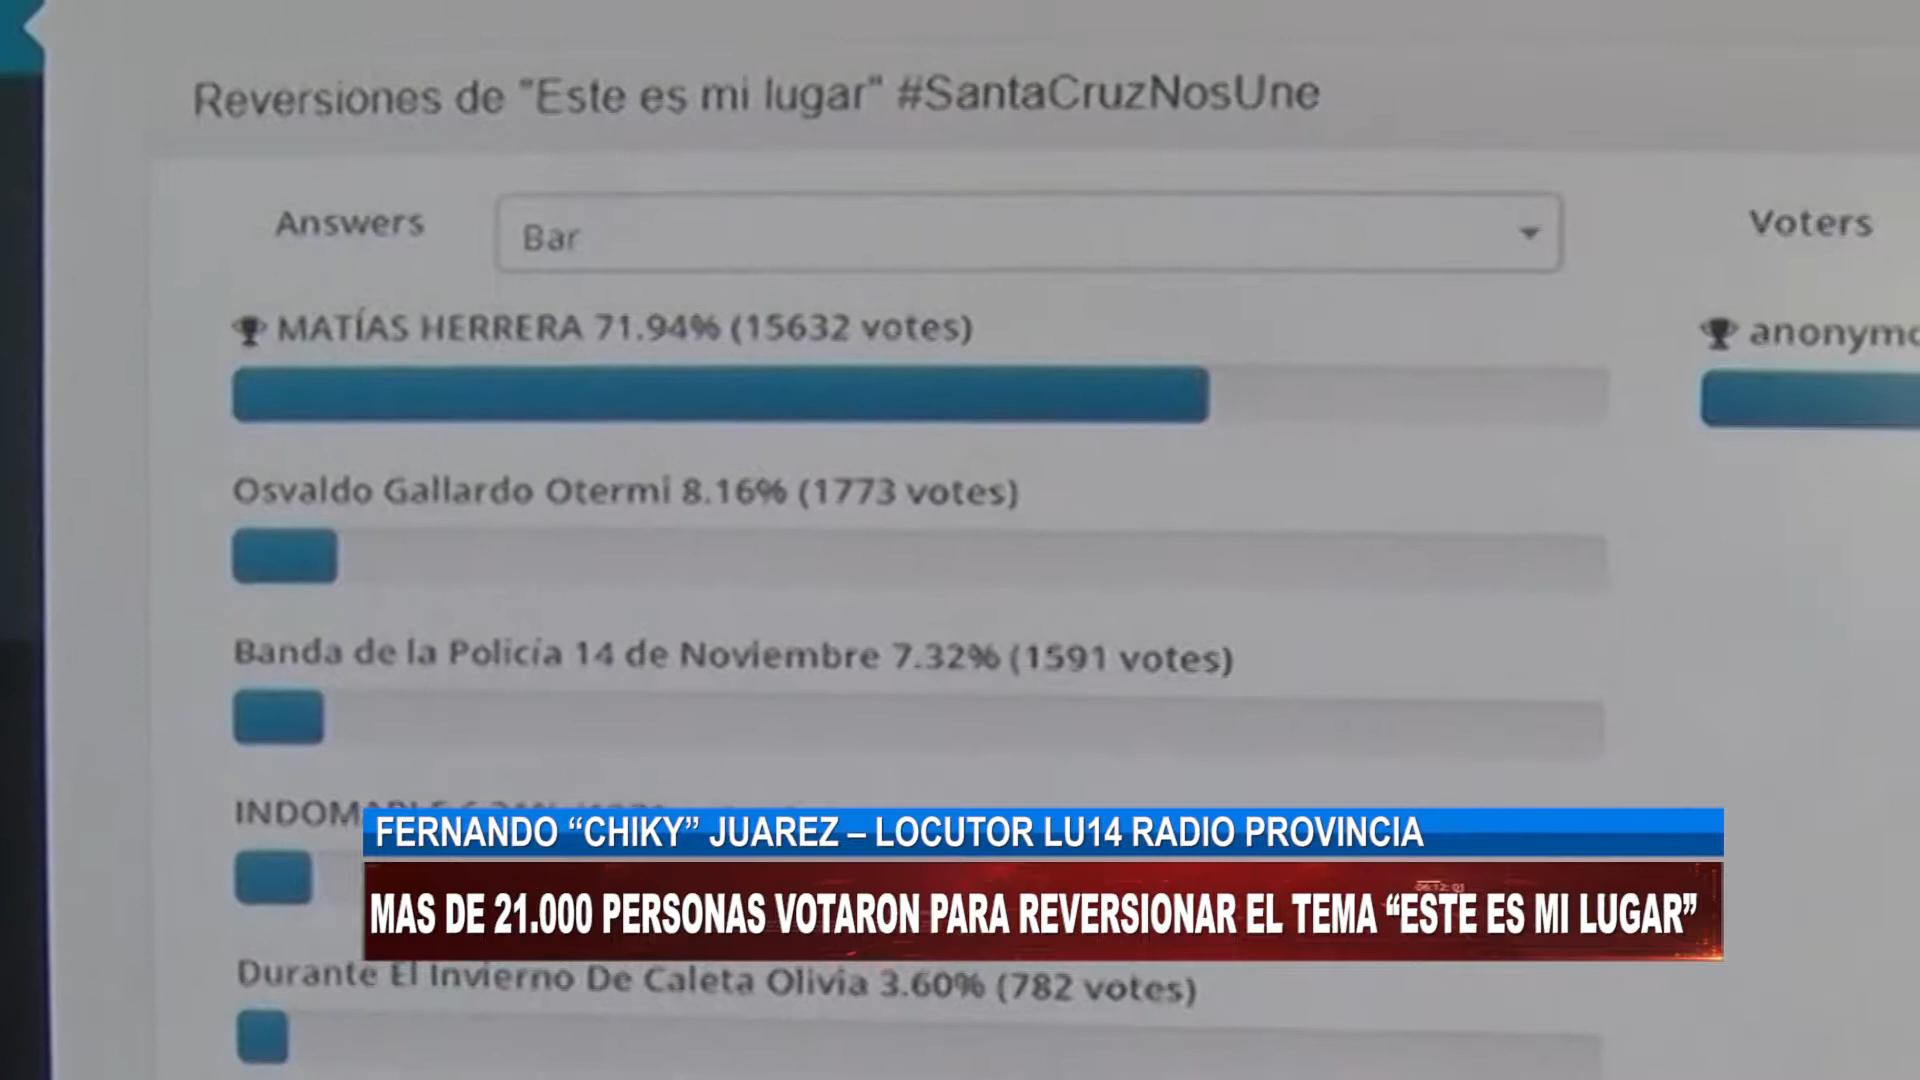 Reversiones de "Este es mi lugar" #SantaCruzNosUne
Answers
Bar
Voters
MATÍAS HERRERA 71.94% (15632 votes)
Osvaldo Gallardo Otermi 8.16% (1773 votes)
Banda de la Policía 14 de Noviembre 7.32% (1591 votes)
FERNANDO “CHIKY” JUAREZ – LOCUTOR LU14 RADIO PROVINCIA
MAS DE 21.000 PERSONAS VOTARON PARA REVERSIONAR EL TEMA “ESTE ES MI LUGAR”
Durante El Invierno De Caleta Olivia 3.60% (782 votes)